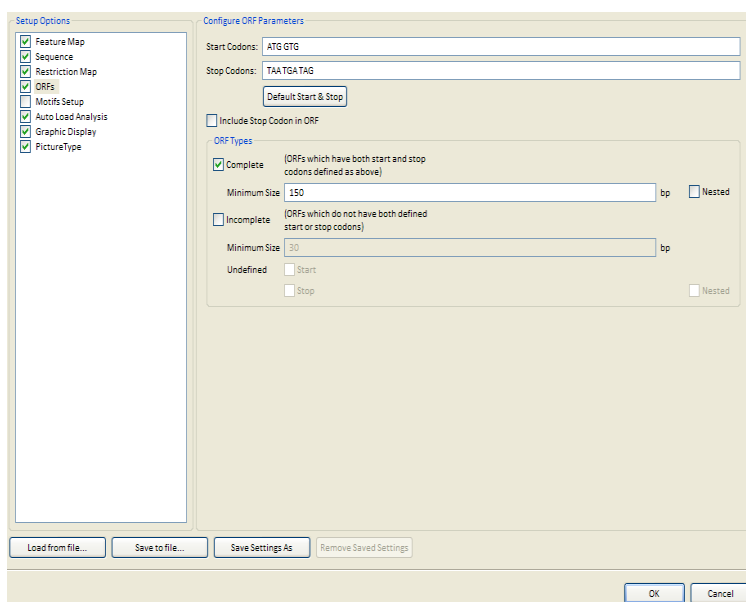 Setup Options
Feature Map
Sequence
Restriction Map
ORFs
Motifs Setup
Auto Load Analysis
Graphic Display
PictureType
Configure ORF Parameters
Start Codons: ATG GTG
Stop Codons: TAA TGA TAG
Default Start & Stop
Include Stop Codon in ORF
ORF Types
Complete (ORFs which have both start and stop
codons defined as above)
Minimum Size 150 bp Nested
Incomplete (ORFs which do not have both defined
start or stop codons)
Minimum Size 30 bp
Undefined Start
Stop Nested
Load from file... Save to file... Save Settings As Remove Saved Settings
OK Cancel